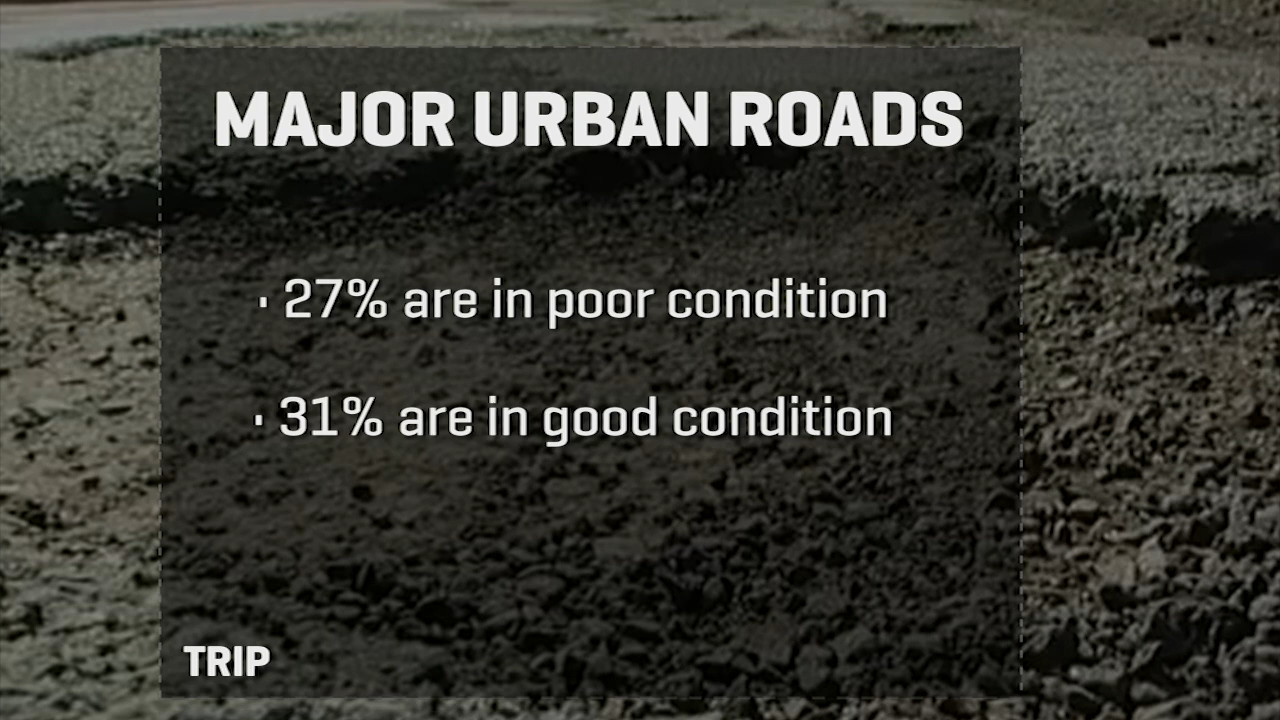 MAJOR URBAN ROADS
· 27% are in poor condition
· 31% are in good condition
TRIP